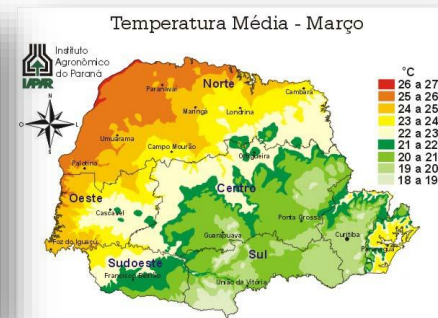 Temperatura Média - Março
Instituto
Agronômico
do Paraná
IAPAR
°C
26 a 27
25 a 26
24 a 25
23 a 24
22 a 23
21 a 22
20 a 21
19 a 20
18 a 19
N
S
L
O
Norte
Paranavaí
Cambará
Maringá
Londrina
Umuarama
Campo Mourão
Palotina
Oeste
Centro
Cascavel
Ponta Grossa
Foz do Iguaçu
Guarapuava
Curitiba
Sudoeste
Sul
Francisco Beltrão
União da Vitória